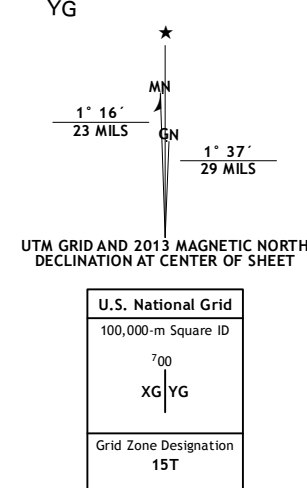 YG
★
MN
1° 16´
23 MILS
GN
1° 37´
29 MILS
UTM GRID AND 2013 MAGNETIC NORTH
DECLINATION AT CENTER OF SHEET
U.S. National Grid
100,000-m Square ID
⁷00
XG YG
Grid Zone Designation
15T